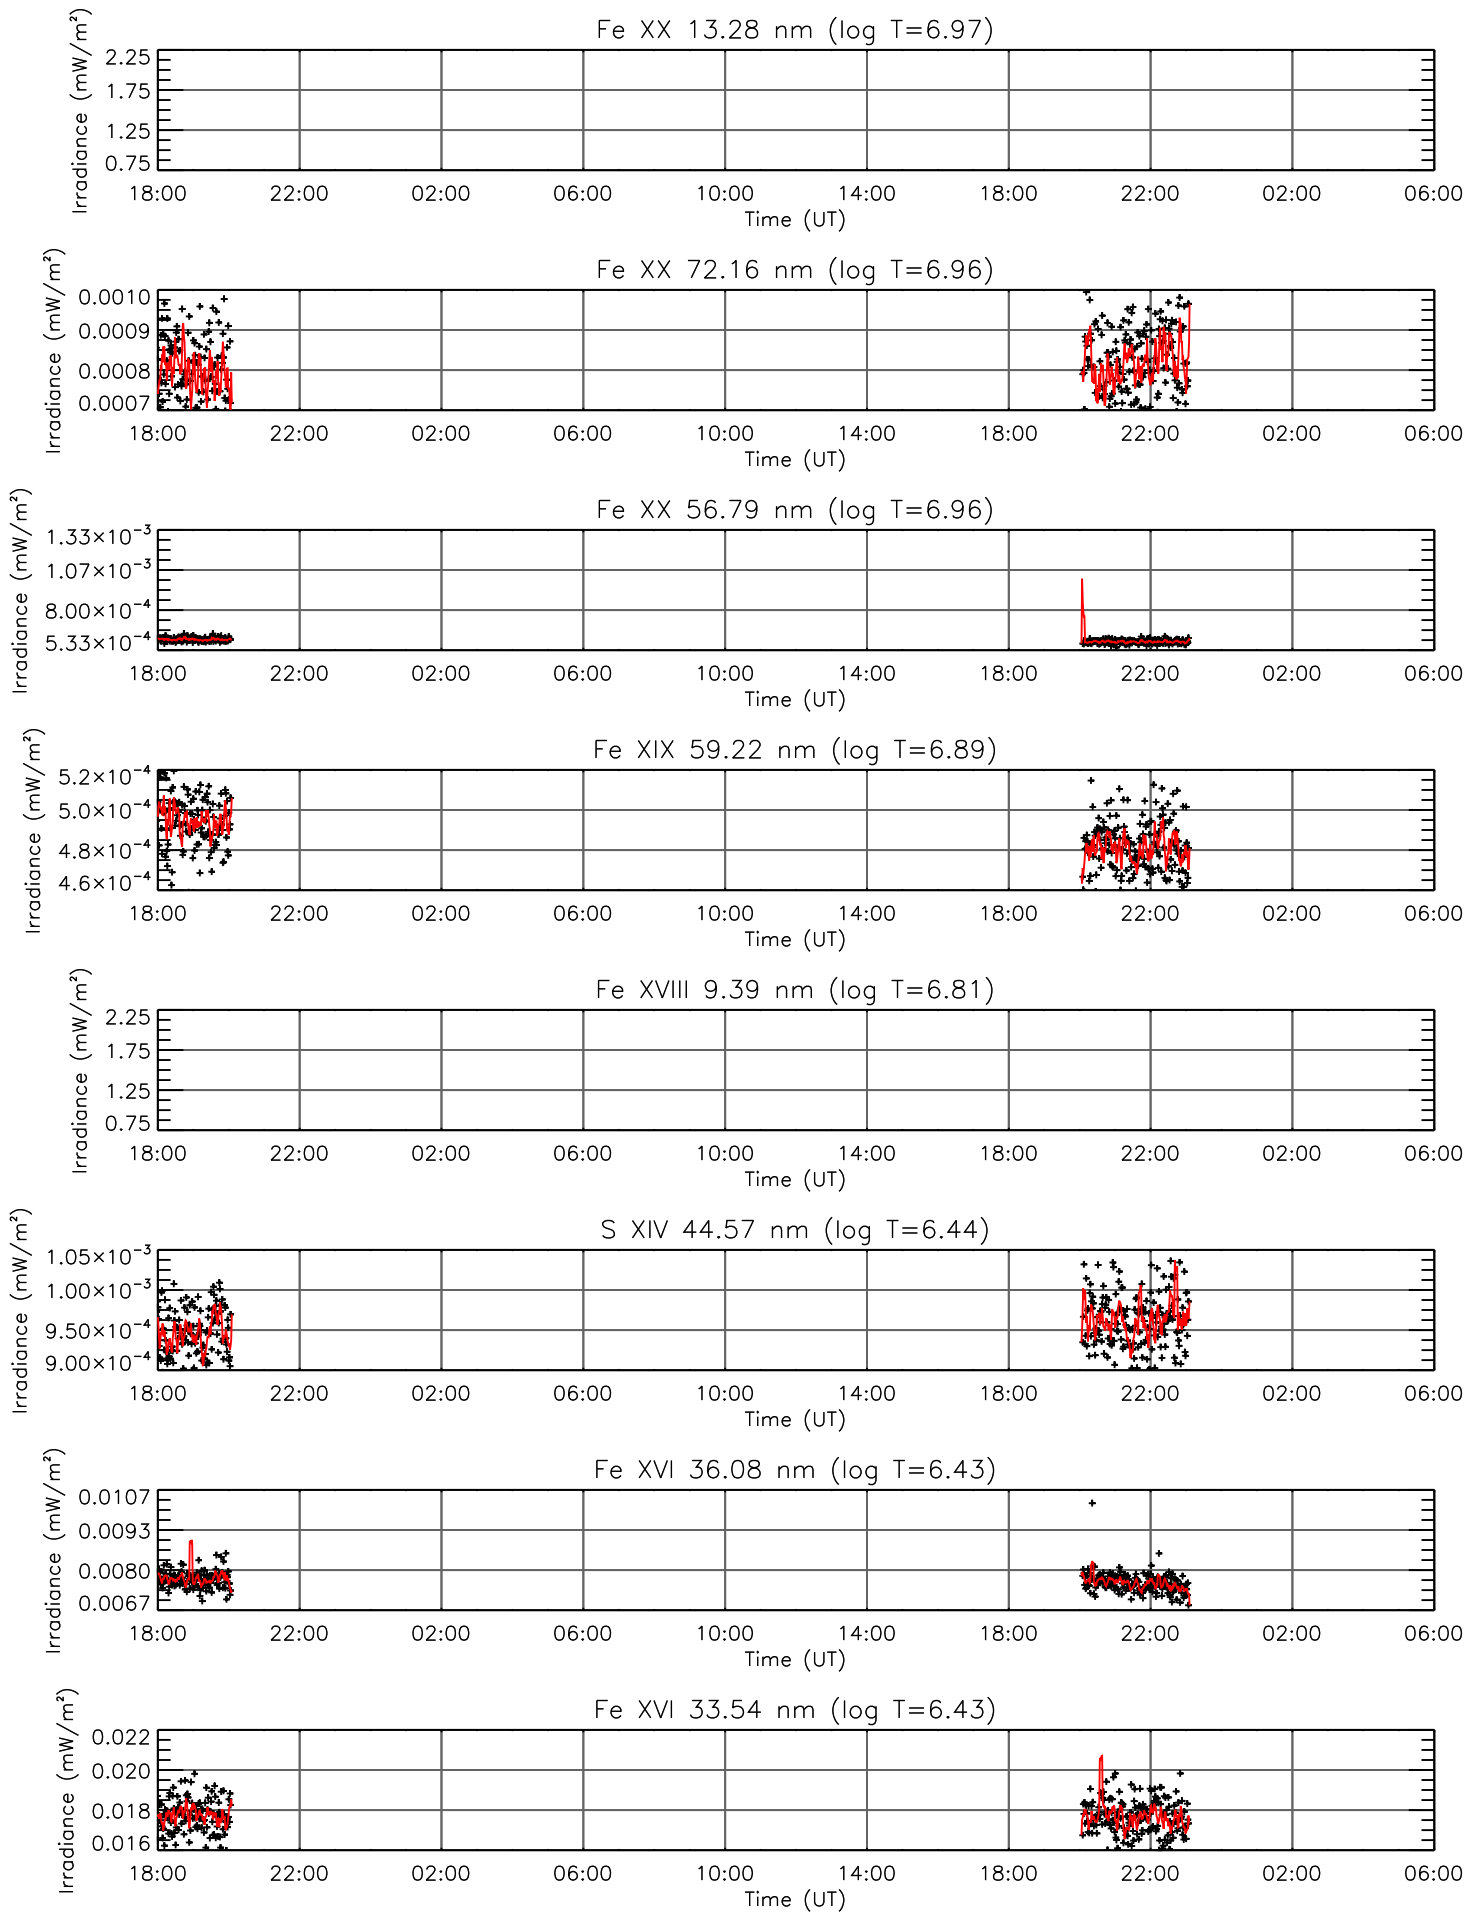 Fe XX 13.28 nm (log T=6.97)
Irradiance (mW/m²)
2.25
1.75
1.25
0.75
18:00 22:00 02:00 06:00 10:00 14:00 18:00 22:00 02:00 06:00
Time (UT)
Fe XX 72.16 nm (log T=6.96)
Irradiance (mW/m²)
0.0010
0.0009
0.0008
0.0007
18:00 22:00 02:00 06:00 10:00 14:00 18:00 22:00 02:00 06:00
Time (UT)
Fe XX 56.79 nm (log T=6.96)
Irradiance (mW/m²)
1.33×10⁻³
1.07×10⁻³
8.00×10⁻⁴
5.33×10⁻⁴
18:00 22:00 02:00 06:00 10:00 14:00 18:00 22:00 02:00 06:00
Time (UT)
Fe XIX 59.22 nm (log T=6.89)
Irradiance (mW/m²)
5.2×10⁻⁴
5.0×10⁻⁴
4.8×10⁻⁴
4.6×10⁻⁴
18:00 22:00 02:00 06:00 10:00 14:00 18:00 22:00 02:00 06:00
Time (UT)
Fe XVIII 9.39 nm (log T=6.81)
Irradiance (mW/m²)
2.25
1.75
1.25
0.75
18:00 22:00 02:00 06:00 10:00 14:00 18:00 22:00 02:00 06:00
Time (UT)
S XIV 44.57 nm (log T=6.44)
Irradiance (mW/m²)
1.05×10⁻³
1.00×10⁻³
9.50×10⁻⁴
9.00×10⁻⁴
18:00 22:00 02:00 06:00 10:00 14:00 18:00 22:00 02:00 06:00
Time (UT)
Fe XVI 36.08 nm (log T=6.43)
Irradiance (mW/m²)
0.0107
0.0093
0.0080
0.0067
18:00 22:00 02:00 06:00 10:00 14:00 18:00 22:00 02:00 06:00
Time (UT)
Fe XVI 33.54 nm (log T=6.43)
Irradiance (mW/m²)
0.022
0.020
0.018
0.016
18:00 22:00 02:00 06:00 10:00 14:00 18:00 22:00 02:00 06:00
Time (UT)